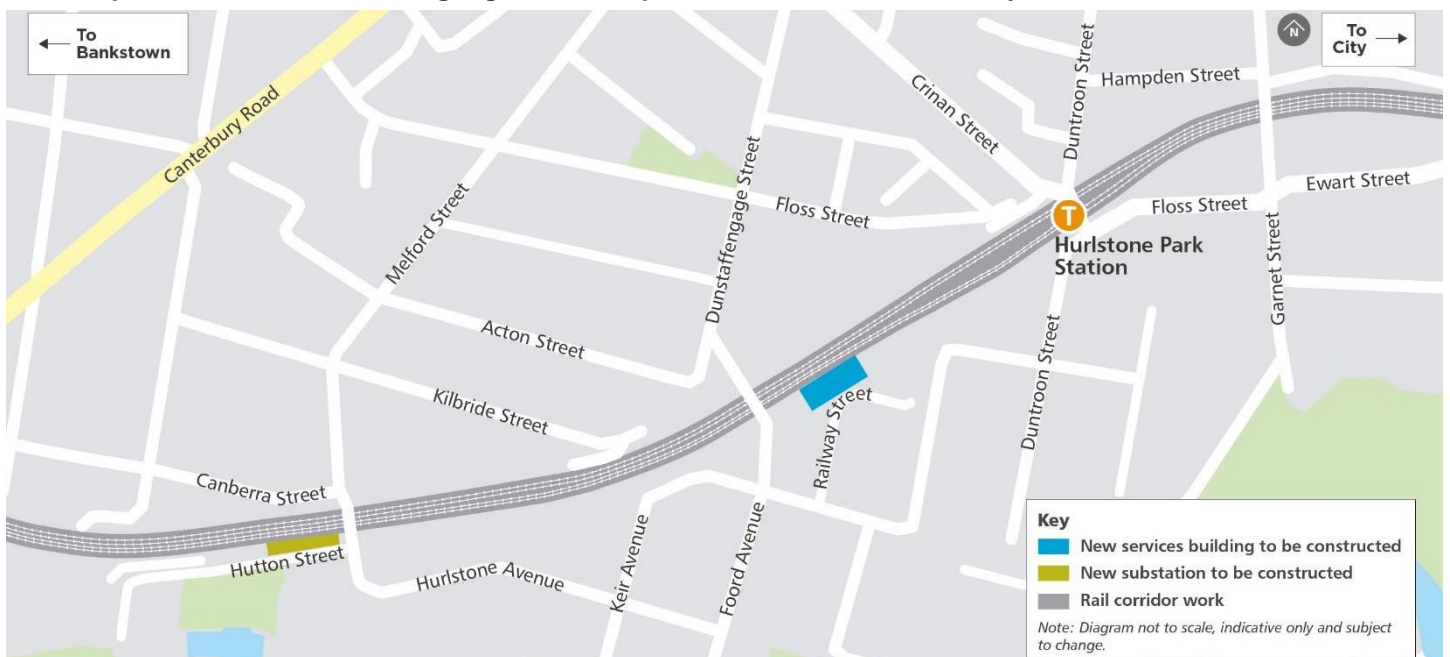 To
Bankstown
N
To
City
Hampden Street
Duntroon Street
Crinan Street
Canterbury Road
Melford Street
Dunstaffengage Street
Floss Street
Ewart Street
Floss Street
T
Hurlstone Park
Station
Garnet Street
Acton Street
Kilbride Street
Railway Street
Duntroon Street
Canberra Street
Hutton Street
Hurlstone Avenue
Keir Avenue
Foord Avenue
Key
New services building to be constructed
New substation to be constructed
Rail corridor work
Note: Diagram not to scale, indicative only and subject
to change.